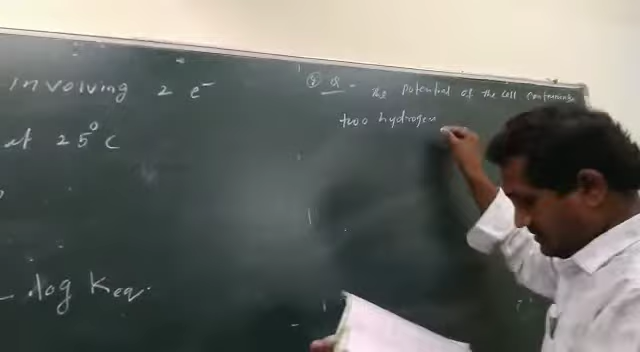 involving 2 e⁻
at 25°C
- log Keq.
Q - The Potential of the Cell containing
two hydrogen